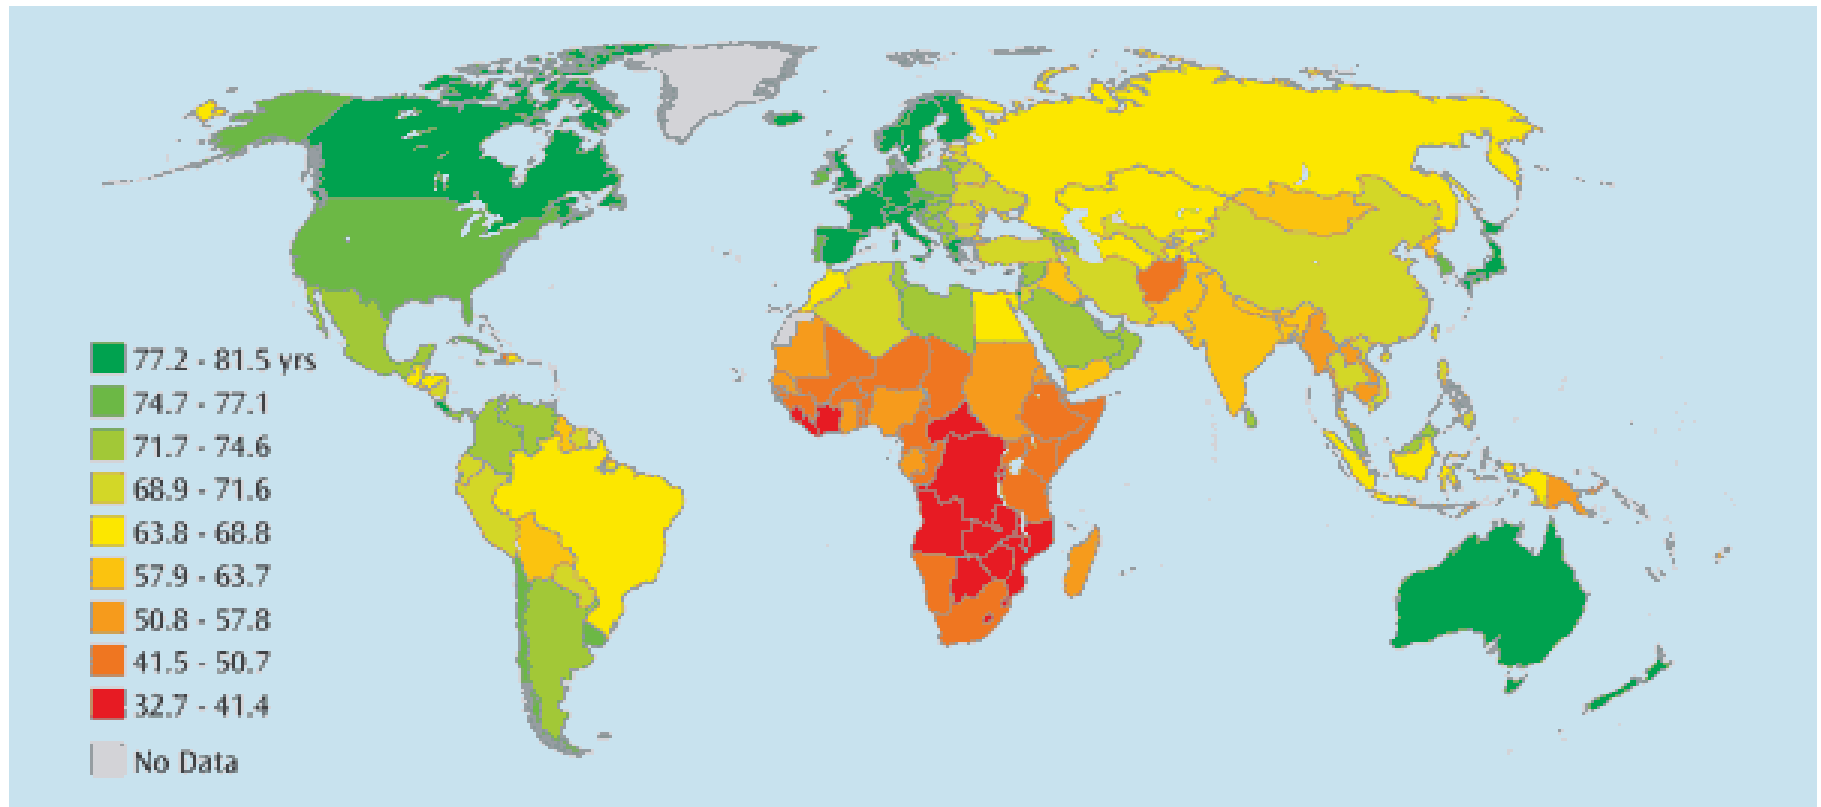 77.2 - 81.5 yrs
74.7 - 77.1
71.7 - 74.6
68.9 - 71.6
63.8 - 68.8
57.9 - 63.7
50.8 - 57.8
41.5 - 50.7
32.7 - 41.4
No Data